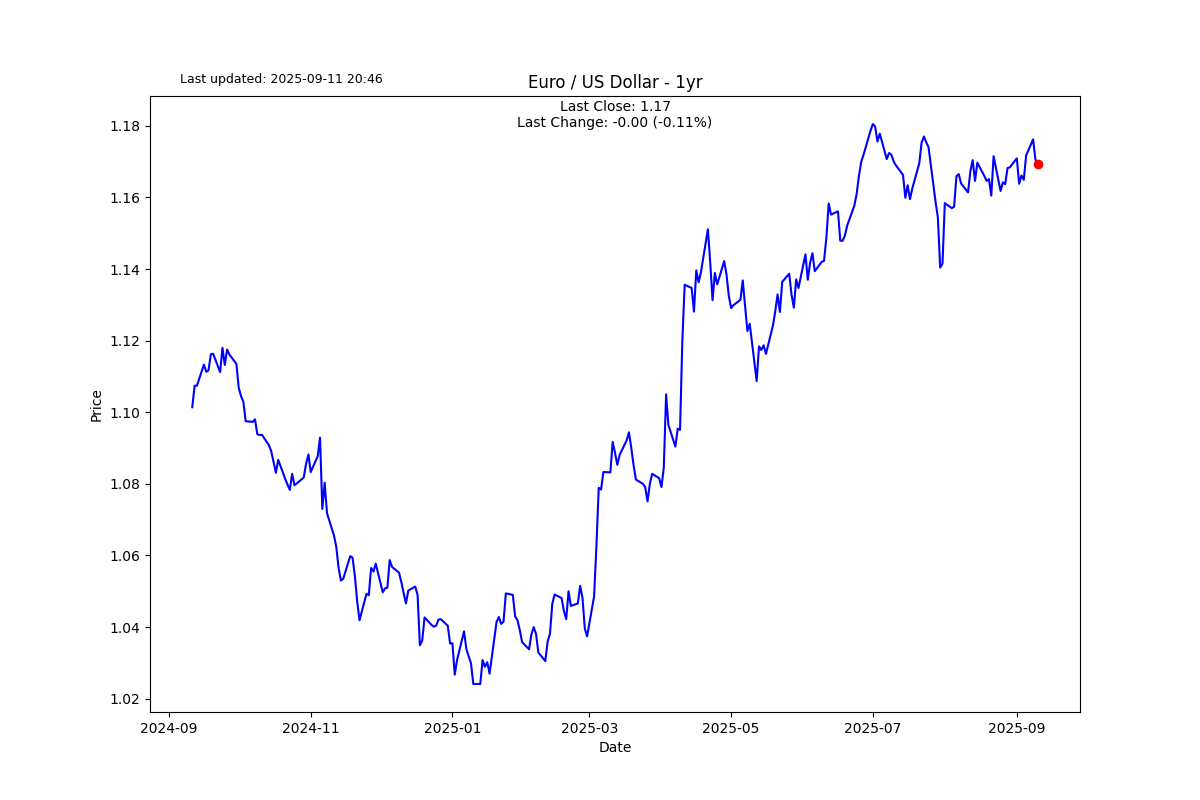 Last updated: 2025-09-11 20:46
Euro / US Dollar - 1yr
Last Close: 1.17
Last Change: -0.00 (-0.11%)
Price
1.18
1.16
1.14
1.12
1.10
1.08
1.06
1.04
1.02
2024-09
2024-11
2025-01
2025-03
2025-05
2025-07
2025-09
Date